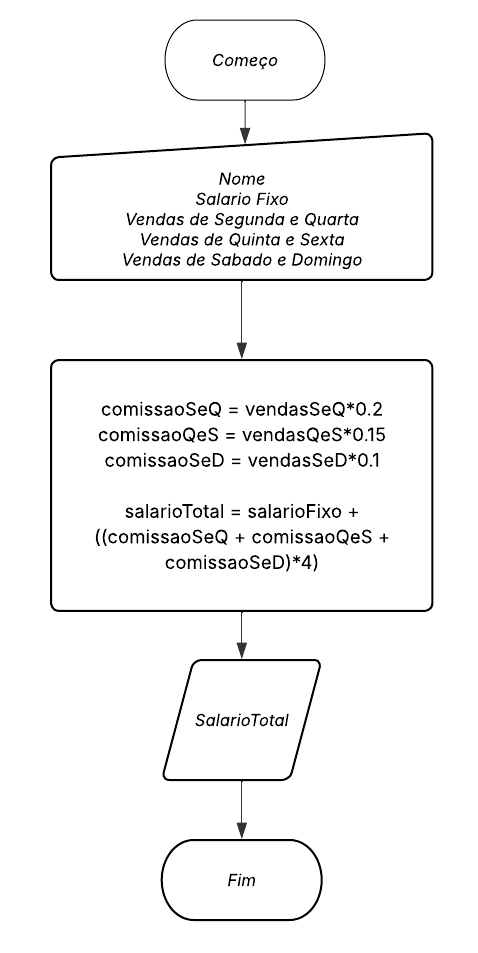 Começo
Nome
Salario Fixo
Vendas de Segunda e Quarta
Vendas de Quinta e Sexta
Vendas de Sabado e Domingo
comissaoSeQ = vendasSeQ*0.2
comissaoQeS = vendasQeS*0.15
comissaoSeD = vendasSeD*0.1
salarioTotal = salarioFixo +
((comissaoSeQ + comissaoQeS +
comissaoSeD)*4)
SalarioTotal
Fim